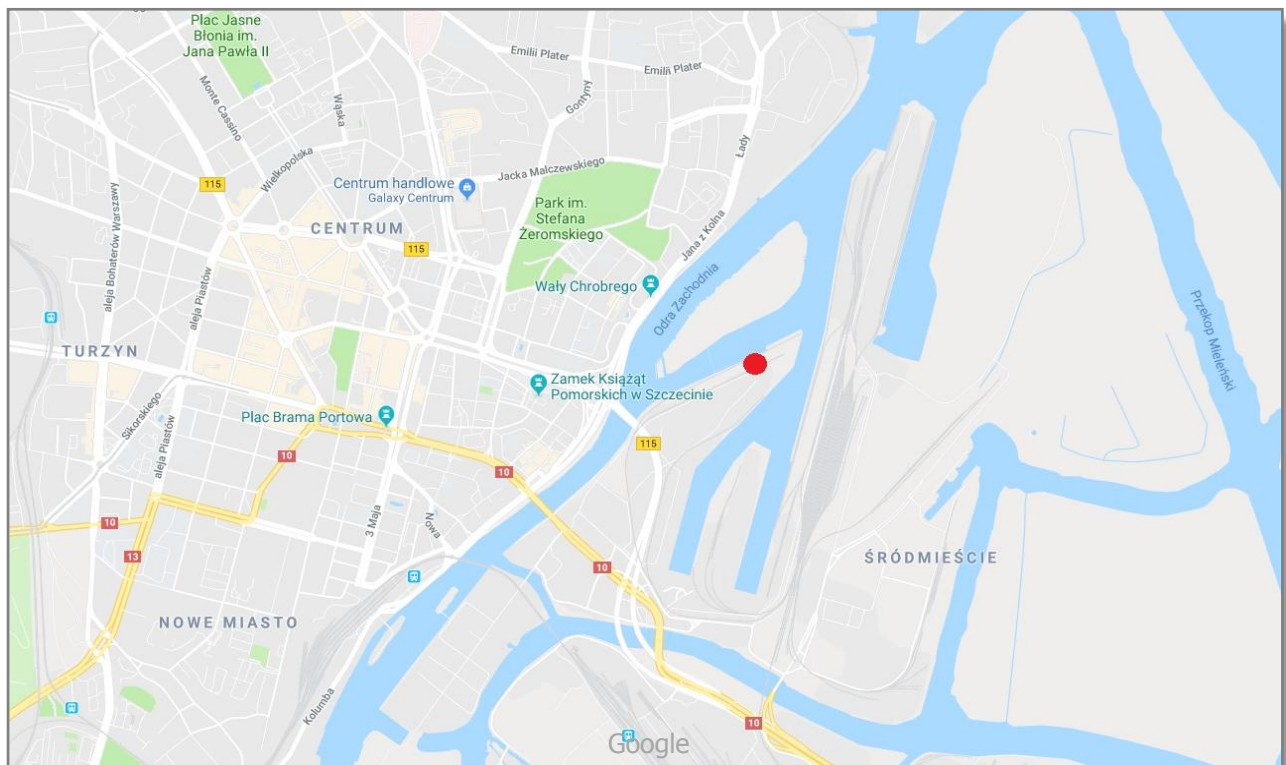 Plac Jasne
Błonia im.
Jana Pawła II
Monte Cassino
Wąska
Emilii Plater
Emilii Plater
Gontyny
Wielkopolska
115
Centrum handlowe
Galaxy Centrum
Jacka Malczewskiego
Łady
Park im.
Stefana
Żeromskiego
CENTRUM
115
Jana z Kolna
aleja Bohaterów Warszawy
aleja Piastów
Wały Chrobrego
Odra Zachodnia
Przekop Mieleński
TURZYN
Zamek Książąt
Pomorskich w Szczecinie
Sikorskiego
Plac Brama Portowa
aleja Piastów
10
10
115
3 Maja
Nowa
10
13
10
ŚRÓDMIEŚCIE
NOWE MIASTO
Kolumba
10
Google